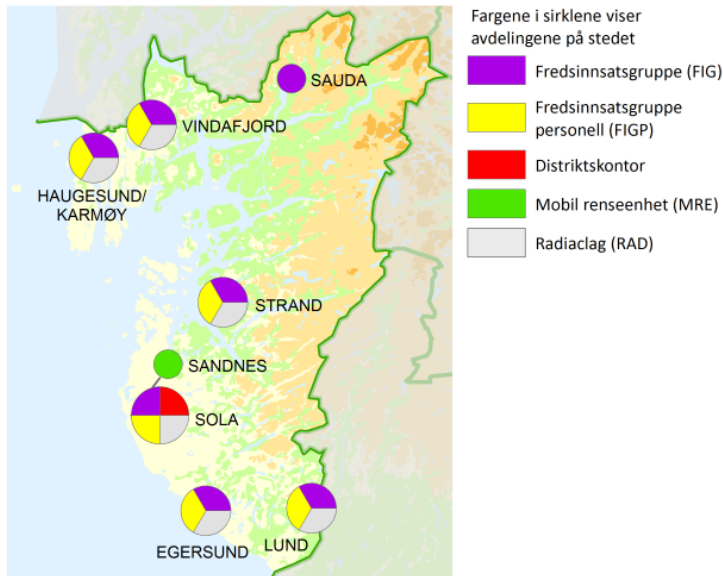 Fargene i sirklene viser
avdelingene på stedet
Fredsinnsatsgruppe (FIG)
Fredsinnsatsgruppe
personell (FIGP)
Distriktskontor
Mobil renseenhet (MRE)
Radiaclag (RAD)
SAUDA
VINDAFJORD
HAUGESUND/
KARMØY
STRAND
SANDNES
SOLA
EGERSUND
LUND